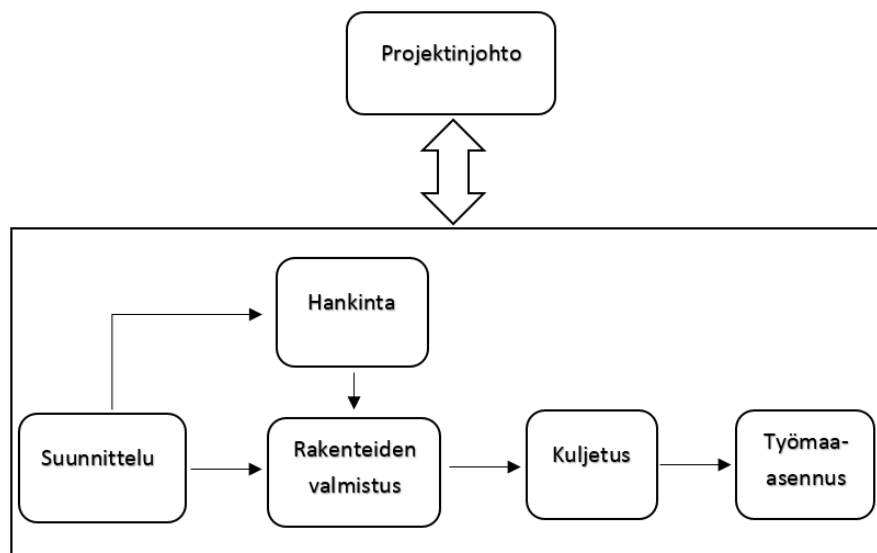 Projektinjohto
Hankinta
Suunnittelu
Rakenteiden
valmistus
Kuljetus
Työmaa-
asennus